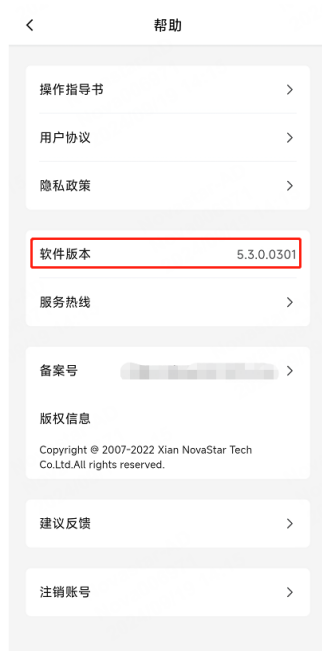 帮助
操作指导书
用户协议
隐私政策
软件版本 5.3.0.0301
服务热线
备案号
版权信息
Copyright @ 2007-2022 Xian NovaStar Tech
Co.Ltd.All rights reserved.
建议反馈
注销账号